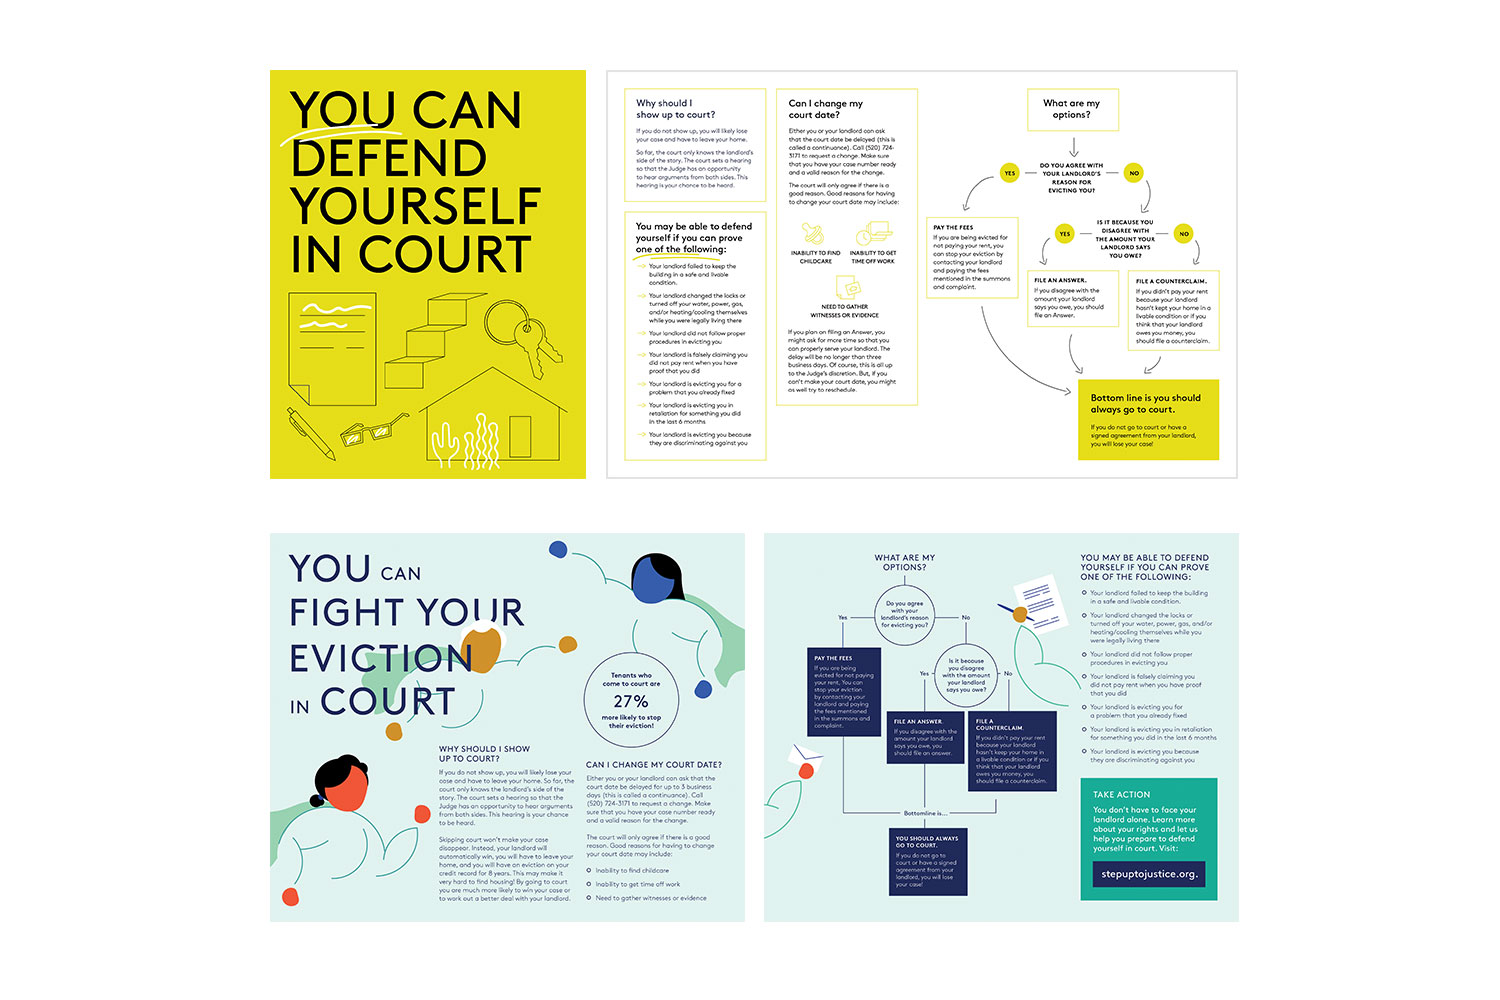 YOU CAN
DEFEND
YOURSELF
IN COURT
Why should I
show up to court?
If you do not show up, you will likely lose
your case and have to leave your home.
So far, the court only knows the landlord's
side of the story. The court sets a hearing
so that the Judge has an opportunity
to hear arguments from both sides. This
hearing is your chance to be heard.
You may be able to defend
yourself if you can prove
one of the following:
Your landlord failed to keep the
building in a safe and livable
condition.
Your landlord changed the locks or
turned off your water, power, gas,
and/or heating/cooling themselves
while you were legally living there
Your landlord did not follow proper
procedures in evicting you
Your landlord is falsely claiming you
did not pay rent when you have
proof that you did
Your landlord is evicting you for a
problem that you already fixed
Your landlord is evicting you in
retaliation for something you did
in the last 6 months
Your landlord is evicting you because
they are discriminating against you
Can I change my
court date?
Either you or your landlord can ask
that the court date be delayed (this is
called a continuance). Call (520) 724-
3171 to request a change. Make sure
that you have your case number ready
and a valid reason for the change.
The court will only agree if there is a
good reason. Good reasons for having
to change your court date may include:
INABILITY TO FIND
CHILDCARE
INABILITY TO GET
TIME OFF WORK
NEED TO GATHER
WITNESSES OR EVIDENCE
If you plan on filing an Answer, you
might ask for more time so that you
can properly serve your landlord. The
delay will be no longer than three
business days. Of course, this is all up
to the Judge's discretion. But, if you
can't make your court date, you might
as well try to reschedule.
What are my
options?
YES
DO YOU AGREE WITH
YOUR LANDLORD'S
REASON FOR
EVICTING YOU?
NO
PAY THE FEES
If you are being evicted for
not paying your rent, you
can stop your eviction by
contacting your landlord
and paying the fees
mentioned in the summons
and complaint.
YES
IS IT BECAUSE YOU
DISAGREE WITH
THE AMOUNT YOUR
LANDLORD SAYS
YOU OWE?
NO
FILE AN ANSWER.
If you disagree with the
amount your landlord
says you owe, you should
file an Answer.
FILE A COUNTERCLAIM.
If you didn't pay your rent
because your landlord
hasn't kept your home in a
livable condition or if you
think that your landlord
owes you money, you
should file a counterclaim.
Bottom line is you should
always go to court.
If you do not go to court or have a
signed agreement from your landlord,
you will lose your case!
YOU CAN
FIGHT YOUR
EVICTION
IN COURT
Tenants who
come to court are
27%
more likely to stop
their eviction!
WHY SHOULD I SHOW
UP TO COURT?
If you do not show up, you will likely lose your
case and have to leave your home. So far, the
court only knows the landlord's side of the
story. The court sets a hearing so that the
Judge has an opportunity to hear arguments
from both sides. This hearing is your chance
to be heard.
Skipping court won't make your case
disappear. Instead, your landlord will
automatically win, you will have to leave your
home, and you will have an eviction on your
credit record for 8 years. This may make it
very hard to find housing! By going to court
you are much more likely to win your case or
to work out a better deal with your landlord.
CAN I CHANGE MY COURT DATE?
Either you or your landlord can ask that the
court date be delayed for up to 3 business
days (this is called a continuance). Call
(520) 724-3171 to request a change. Make
sure that you have your case number ready
and a valid reason for the change.
The court will only agree if there is a good
reason. Good reasons for having to change
your court date may include:
Inability to find childcare
Inability to get time off work
Need to gather witnesses or evidence
WHAT ARE MY
OPTIONS?
Do you agree
with your
landlord's reason
for evicting you?
Yes
No
PAY THE FEES
If you are being
evicted for not paying
your rent, You can
stop your eviction
by contacting your
landlord and paying
the fees mentioned
in the summons and
complaint.
Is it because
you disagree
with the amount
your landlord
says you owe?
Yes
No
FILE AN ANSWER.
If you disagree with the
amount your landlord
says you owe, you
should file an answer.
FILE A
COUNTERCLAIM.
If you didn't pay your rent
because your landlord
hasn't keep your home in
a livable condition or if you
think that your landlord
owes you money, you
should file a counterclaim.
Bottomline is...
YOU SHOULD ALWAYS
GO TO COURT.
If you do not go to
court or have a signed
agreement from your
landlord, you will lose
your case!
YOU MAY BE ABLE TO DEFEND
YOURSELF IF YOU CAN PROVE
ONE OF THE FOLLOWING:
Your landlord failed to keep the building
in a safe and livable condition.
Your landlord changed the locks or
turned off your water, power, gas, and/or
heating/cooling themselves while you
were legally living there
Your landlord did not follow proper
procedures in evicting you
Your landlord is falsely claiming you
did not pay rent when you have proof
that you did
Your landlord is evicting you for
a problem that you already fixed
Your landlord is evicting you in retaliation
for something you did in the last 6 months
Your landlord is evicting you because
they are discriminating against you
TAKE ACTION
You don't have to face your
landlord alone. Learn more
about your rights and let us
help you prepare to defend
yourself in court. Visit:
stepuptojustice.org.